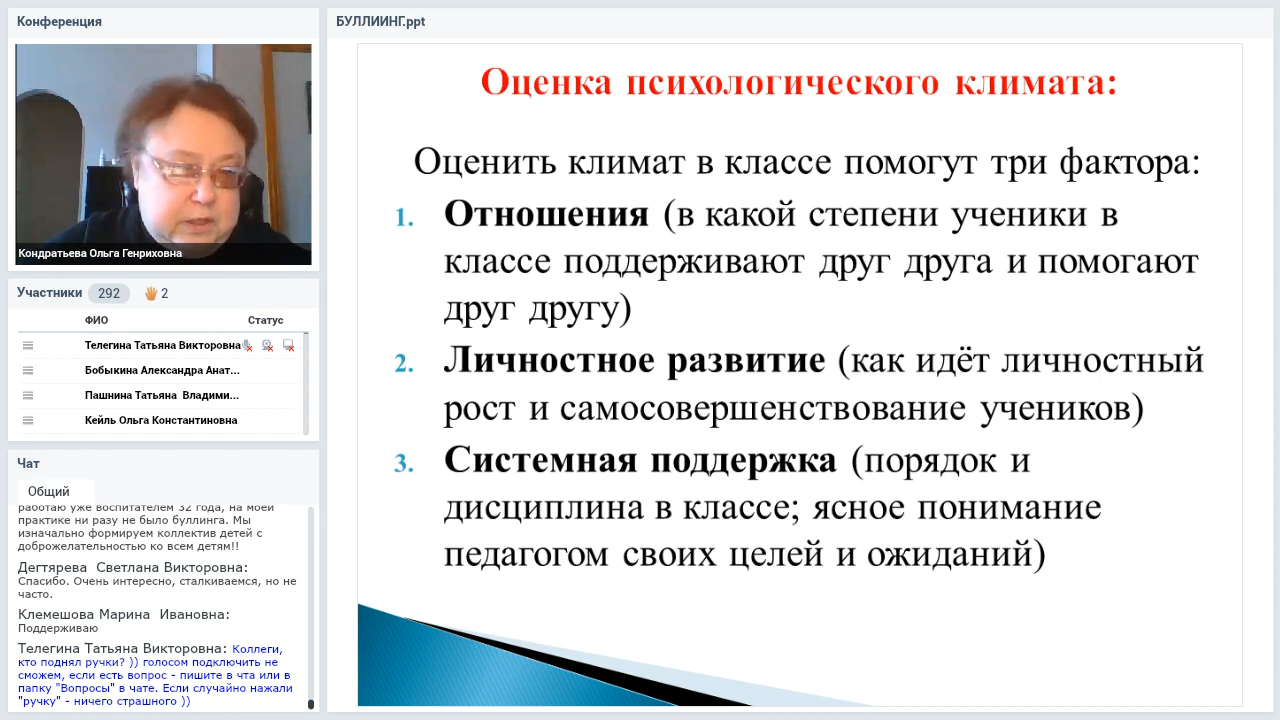 Конференция
Кондратьева Ольга Генриховна
Участники 292 2
ФИО Статус
Телегина Татьяна Викторовна
Бобыкина Александра Анат...
Пашнина Татьяна Владими...
Кейль Ольга Константиновна
Чат
Общий
работаю уже воспитателем 32 года, на моей
практике ни разу не было буллинга. Мы
изначально формируем коллектив детей с
доброжелательностью ко всем детям!!
Дегтярева Светлана Викторовна:
Спасибо. Очень интересно, сталкиваемся, но не
часто.
Клемешова Марина Ивановна:
Поддерживаю
Телегина Татьяна Викторовна: Коллеги,
кто поднял ручки? )) голосом подключить не
сможем, если есть вопрос - пишите в чта или в
папку "Вопросы" в чате. Если случайно нажали
"ручку" - ничего страшного ))
БУЛЛИИНГ.ppt
Оценка психологического климата:
Оценить климат в классе помогут три фактора:
1. Отношения (в какой степени ученики в
классе поддерживают друг друга и помогают
друг другу)
2. Личностное развитие (как идёт личностный
рост и самосовершенствование учеников)
3. Системная поддержка (порядок и
дисциплина в классе; ясное понимание
педагогом своих целей и ожиданий)